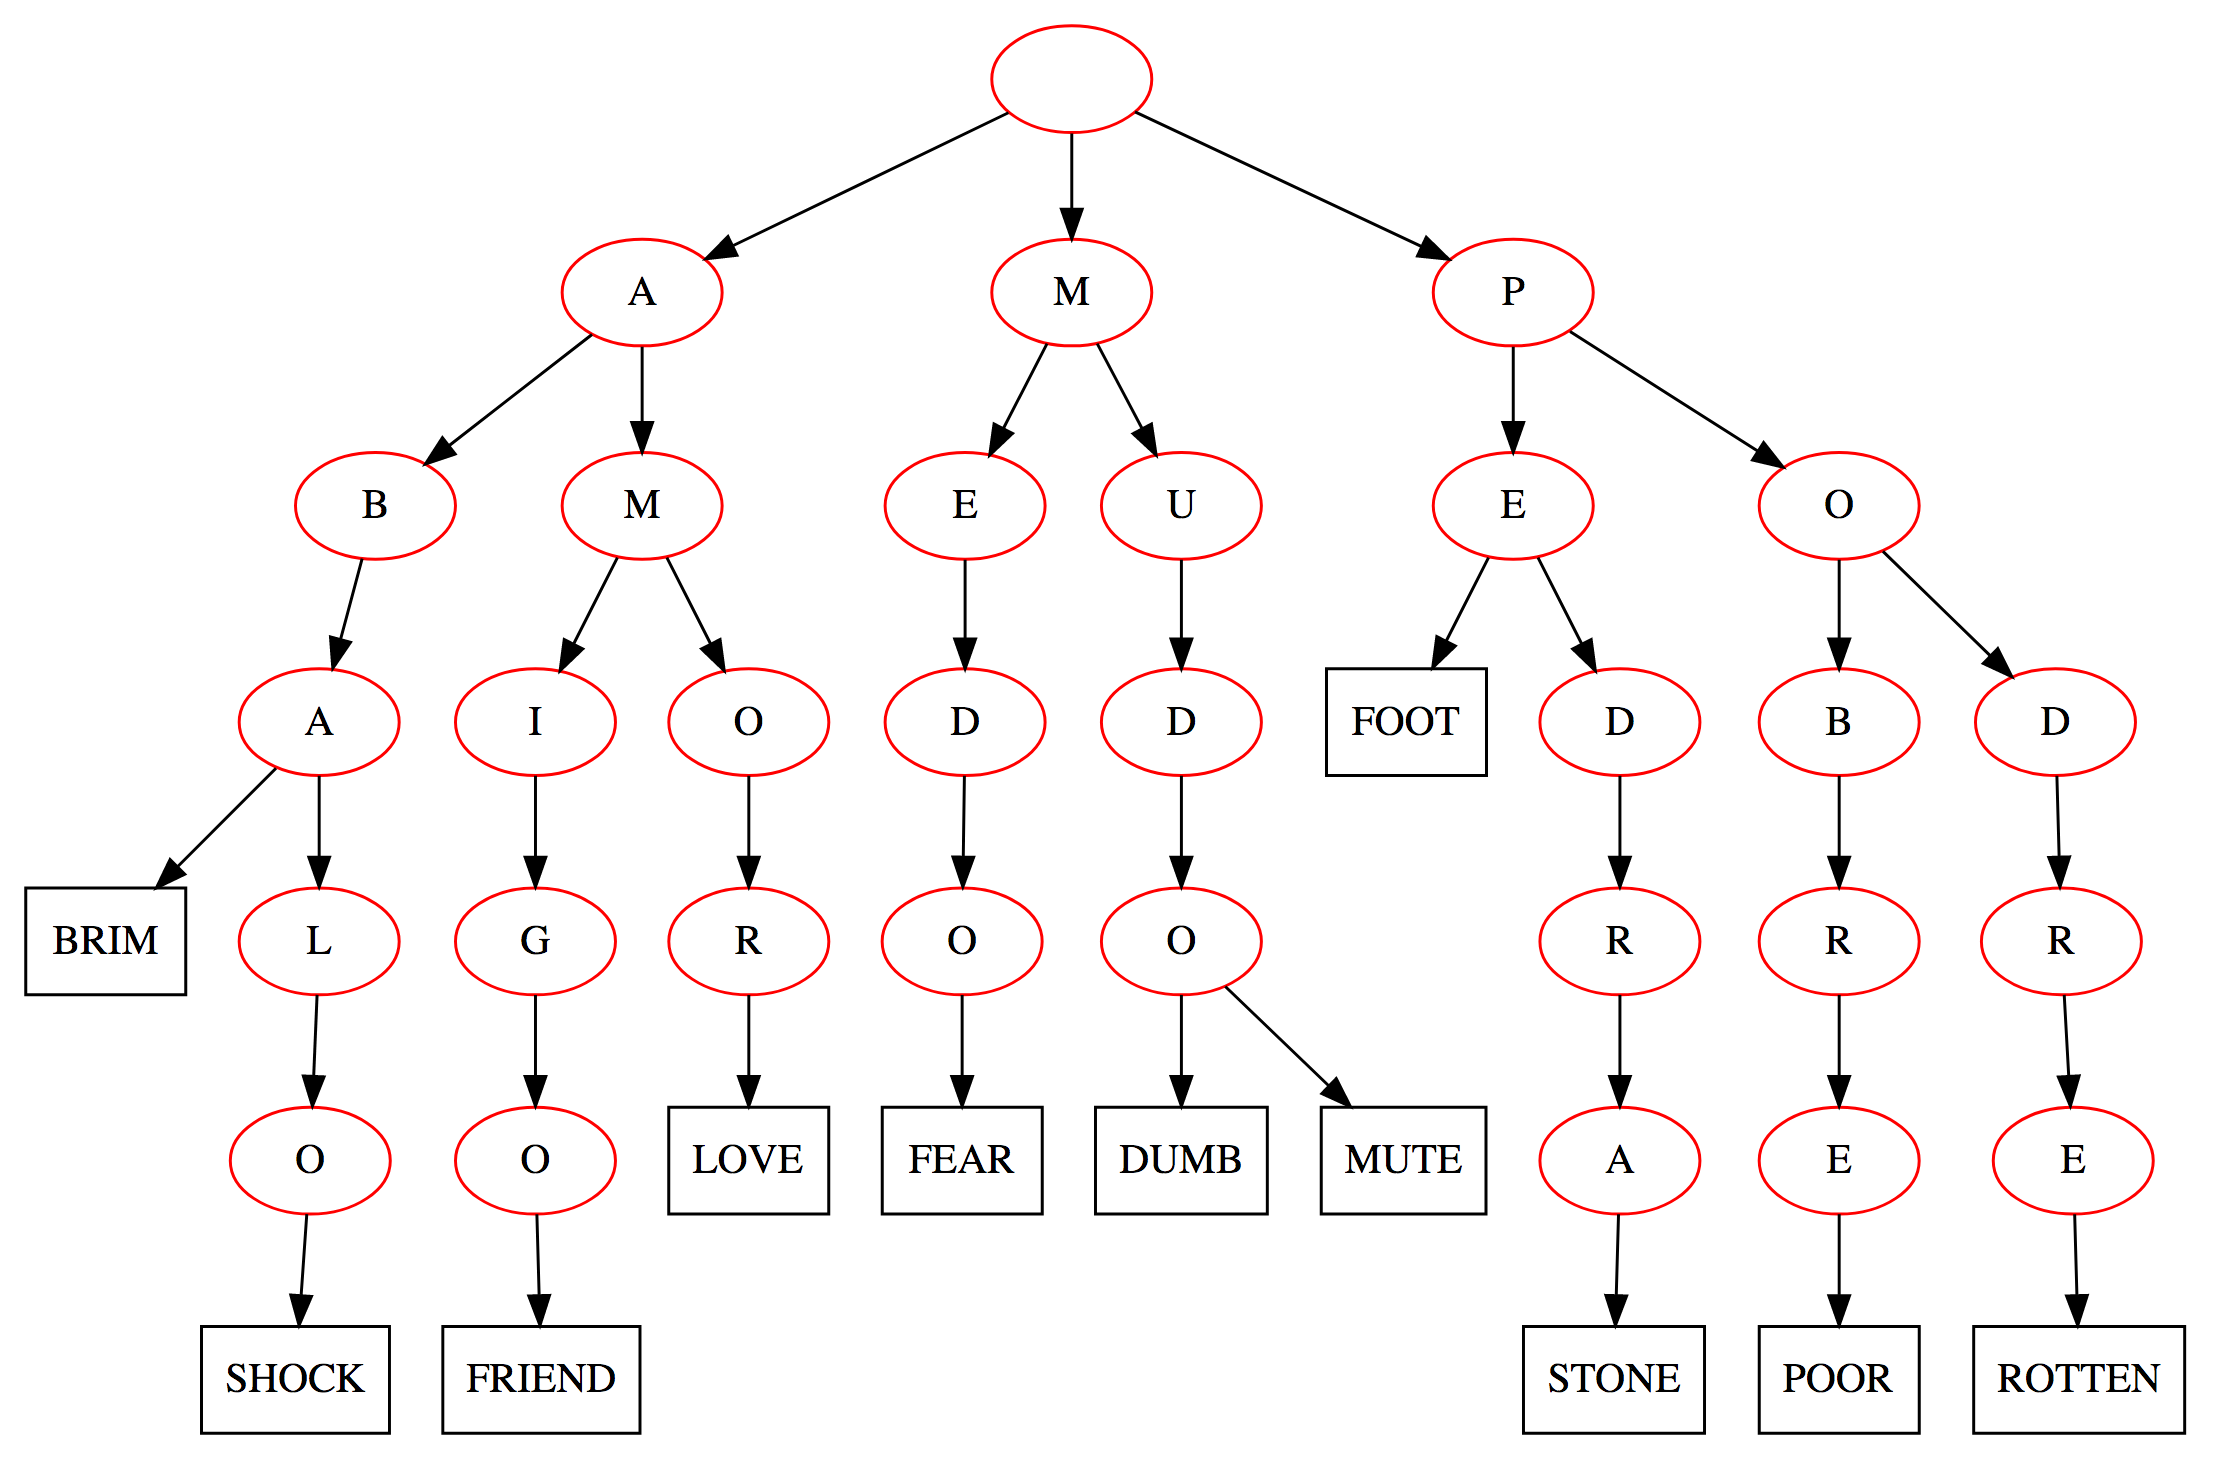 A M P
B M E U E O
A I O D D FOOT D B D
BRIM L G R O O R R R
O O LOVE FEAR DUMB MUTE A E E
SHOCK FRIEND STONE POOR ROTTEN